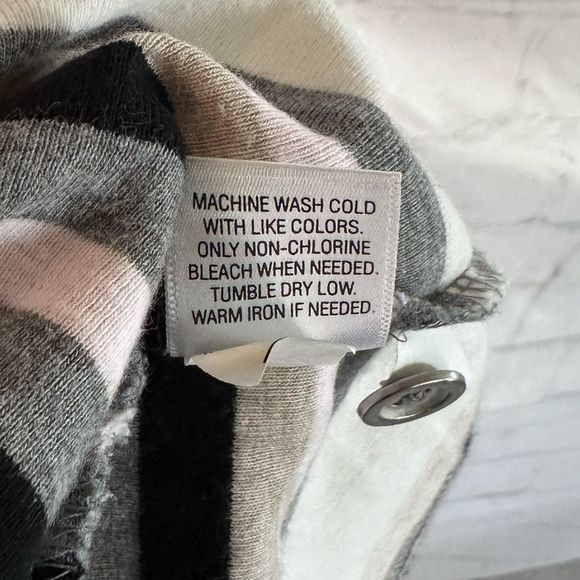 MACHINE WASH COLD
WITH LIKE COLORS.
ONLY NON-CHLORINE
BLEACH WHEN NEEDED.
TUMBLE DRY LOW.
WARM IRON IF NEEDED.